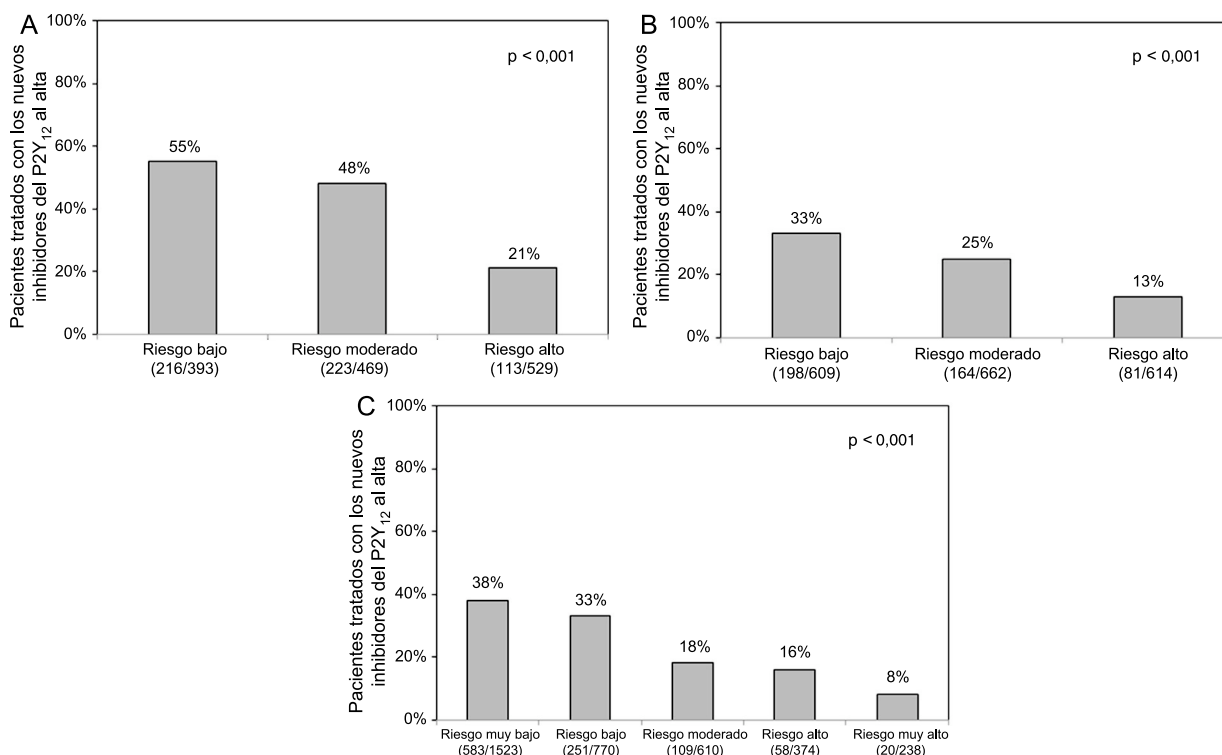 A
Pacientes tratados con los nuevos
inhibidores del P2Y12 al alta
100%
80%
60%
40%
20%
0%
p < 0,001
55%
48%
21%
Riesgo bajo
(216/393)
Riesgo moderado
(223/469)
Riesgo alto
(113/529)
B
Pacientes tratados con los nuevos
inhibidores del P2Y12 al alta
100%
80%
60%
40%
20%
0%
p < 0,001
33%
25%
13%
Riesgo bajo
(198/609)
Riesgo moderado
(164/662)
Riesgo alto
(81/614)
C
Pacientes tratados con los nuevos
inhibidores del P2Y12 al alta
100%
80%
60%
40%
20%
0%
p < 0,001
38%
33%
18%
16%
8%
Riesgo muy bajo
(583/1523)
Riesgo bajo
(251/770)
Riesgo moderado
(109/610)
Riesgo alto
(58/374)
Riesgo muy alto
(20/238)